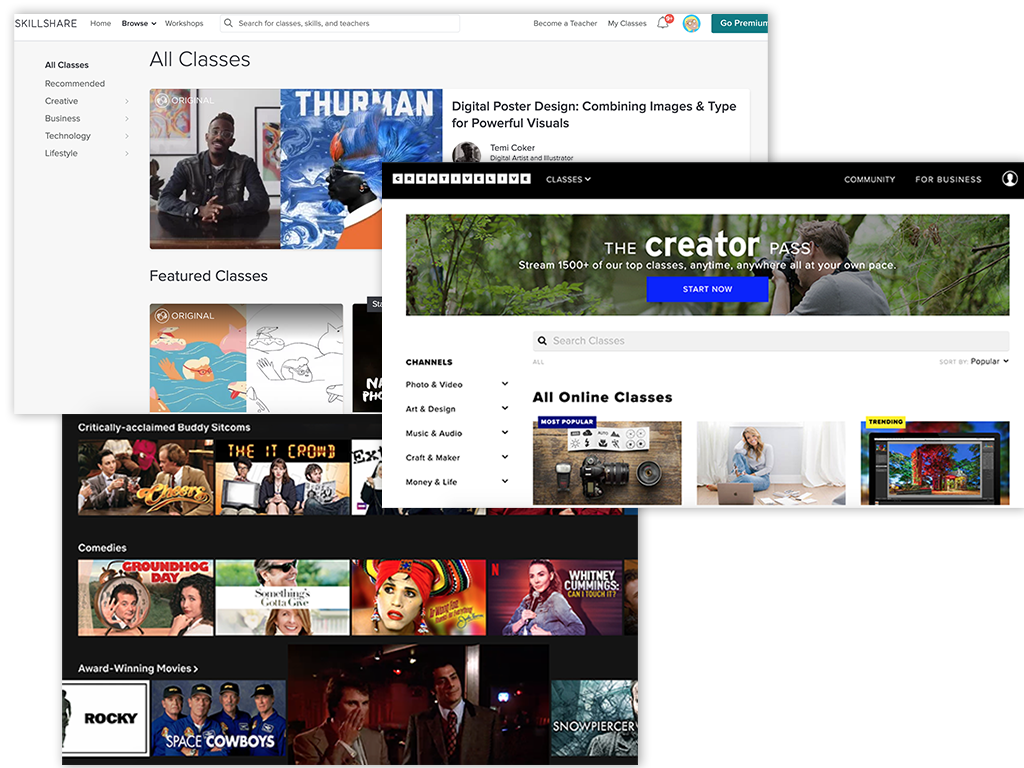 SKILLSHARE
Home
Browse
Workshops
Search for classes, skills, and teachers
Become a Teacher
My Classes
9+
Go Premium
All Classes
Recommended
Creative
Business
Technology
Lifestyle
All Classes
ORIGINAL
THURMAN
Digital Poster Design: Combining Images & Type
for Powerful Visuals
Temi Coker
Digital Artist and Illustrator
Featured Classes
ORIGINAL
CREATIVELIVE
CLASSES
COMMUNITY
FOR BUSINESS
THE creator PASS
Stream 1500+ of our top classes, anytime, anywhere all at your own pace.
START NOW
Search Classes
ALL
SORT BY: Popular
CHANNELS
Photo & Video
Art & Design
Music & Audio
Craft & Maker
Money & Life
All Online Classes
MOST POPULAR
TRENDING
Critically-acclaimed Buddy Sitcoms
Cheers
THE IT CROWD
Comedies
GROUNDHOG
DAY
Something's
Gotta Give
N
WHITNEY
CUMMINGS:
CAN I TOUCH IT?
Award-Winning Movies >
ROCKY
SPACE COWBOYS
SNOWPIERCER